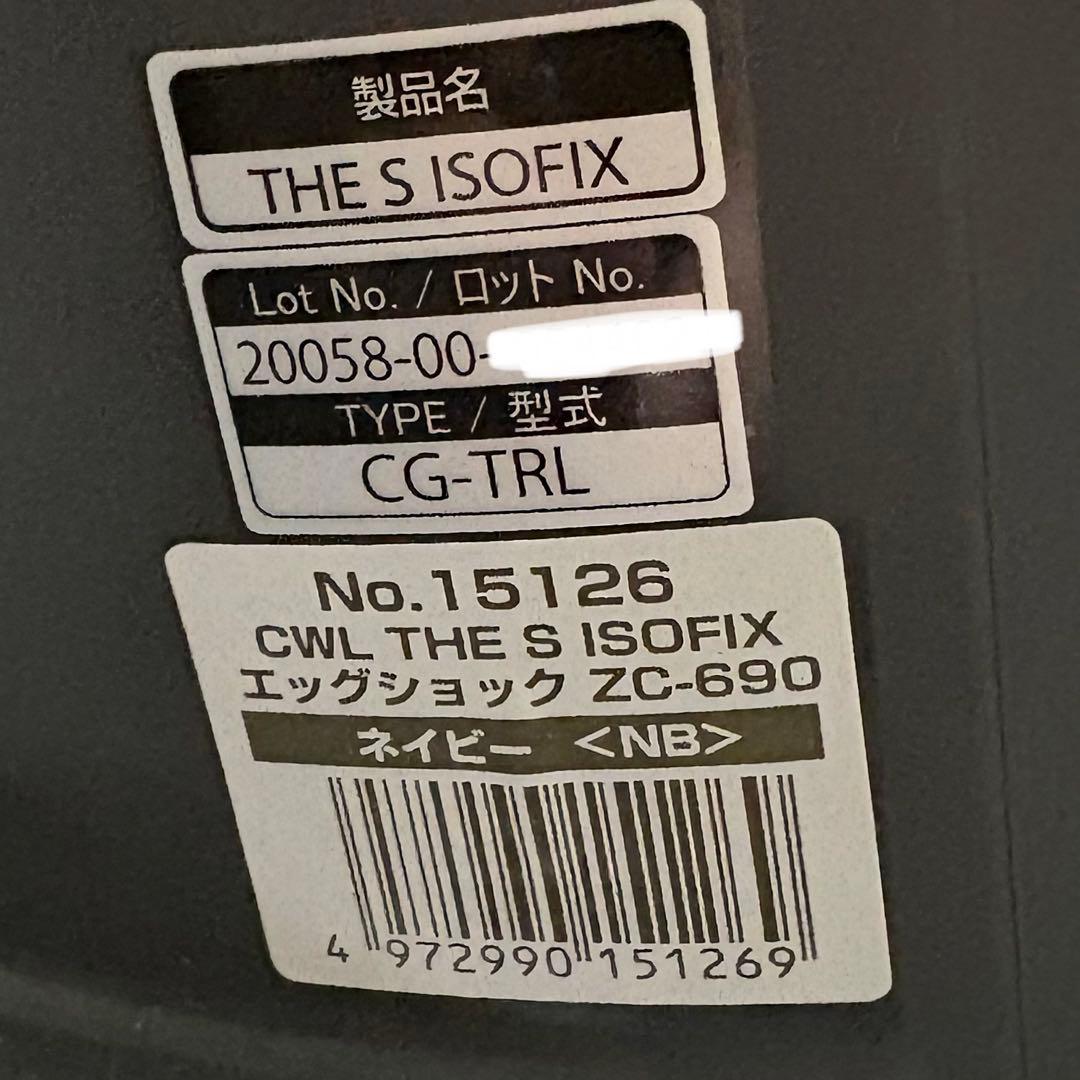 製品名
THE S ISOFIX
Lot No. / ロット No.
20058-00-
TYPE / 型式
CG-TRL
No.15126
CWL THE S ISOFIX
エッグショック ZC-690
ネイビー <NB>
4 972990 151269